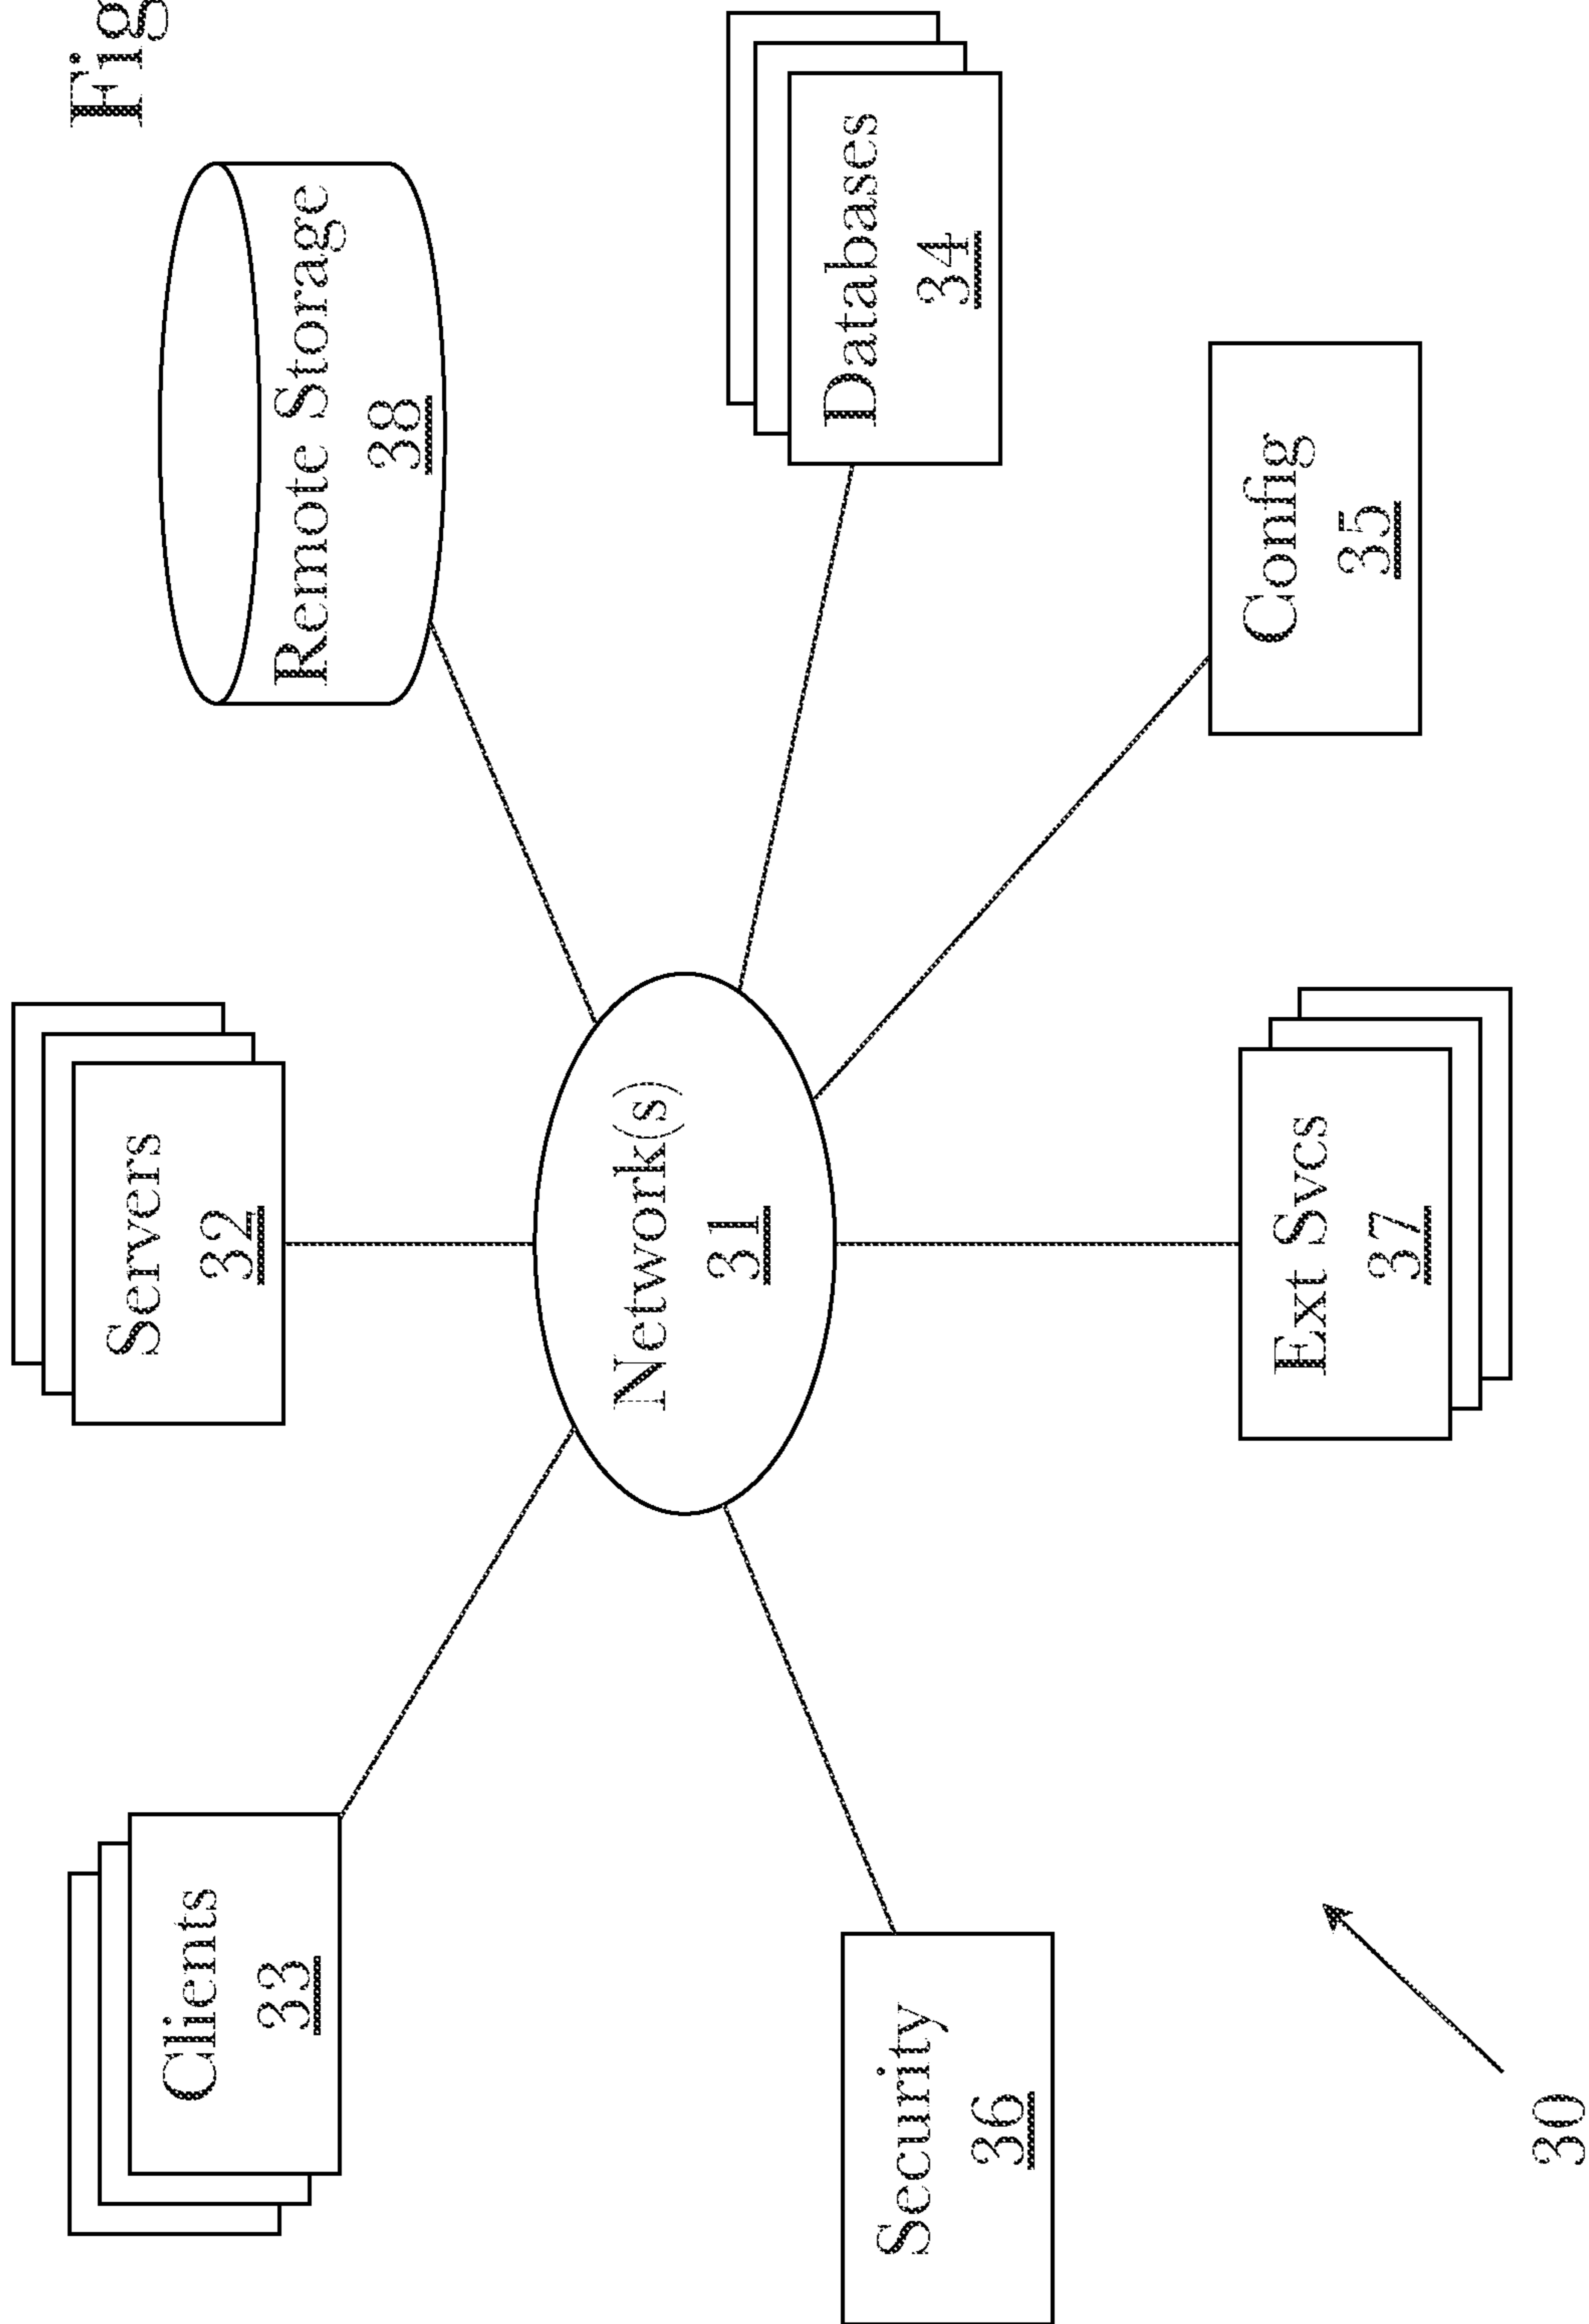 Fig
Servers
32
Clients
33
Remote Storage
38
Network(s)
31
Databases
34
Security
36
Ext Svcs
37
Config
35
30